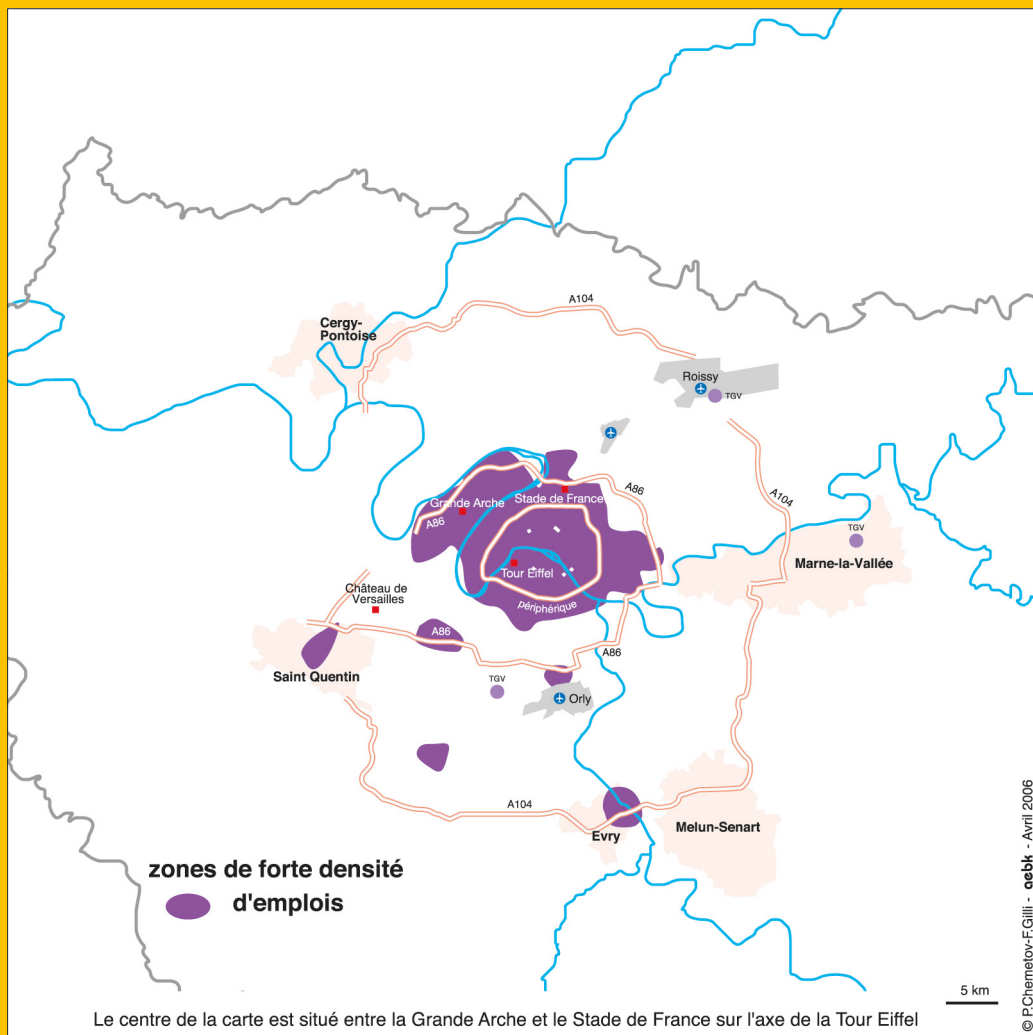 A104
Cergy-
Pontoise
Roissy
TGV
Grande Arche
Stade de France
A86
A86
A104
TGV
Marne-la-Vallée
Tour Eiffel
Château de
Versailles
périphérique
A86
A86
Saint Quentin
TGV
Orly
A104
Evry
Melun-Senart
zones de forte densité
d'emplois
5 km
Le centre de la carte est situé entre la Grande Arche et le Stade de France sur l'axe de la Tour Eiffel
©P.Chemetov-F.Gilli - aebk - Avril 2006